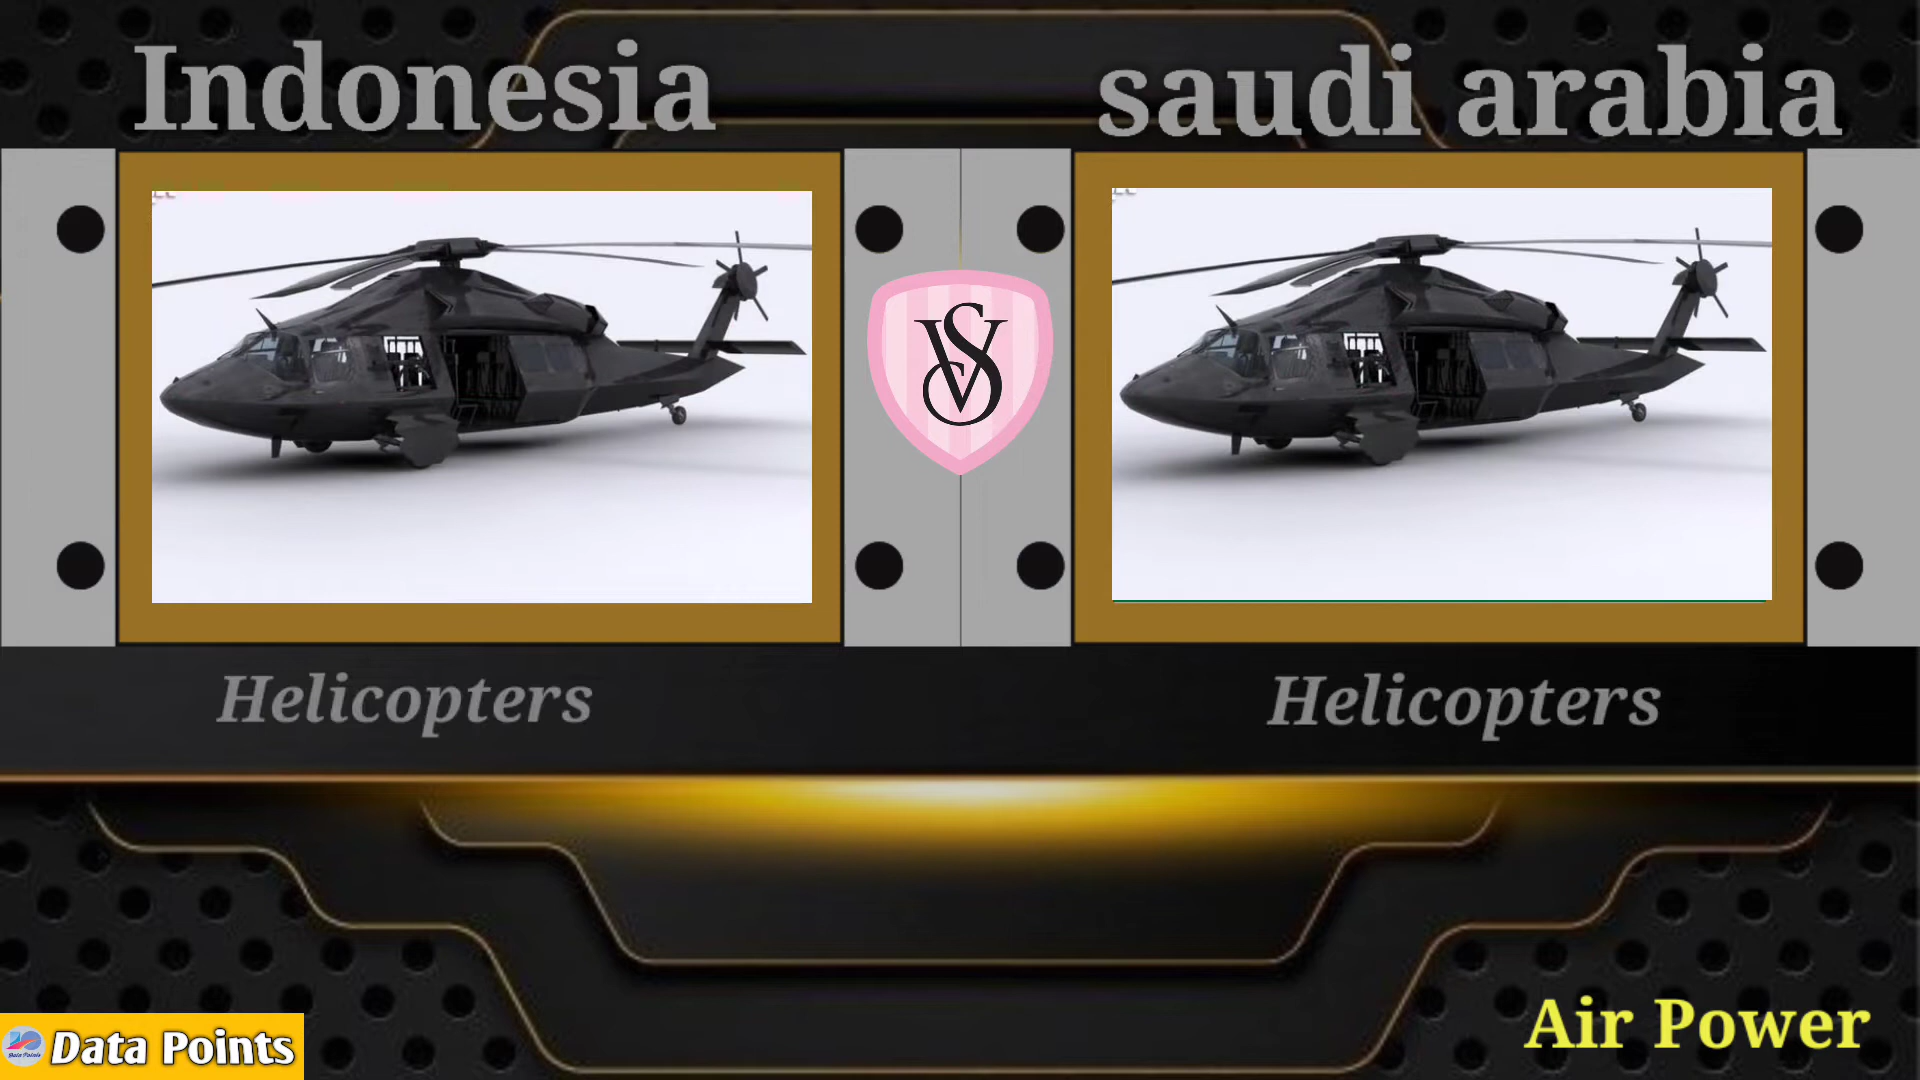 Indonesia
saudi arabia
VS
Helicopters
Helicopters
Air Power
Data Points